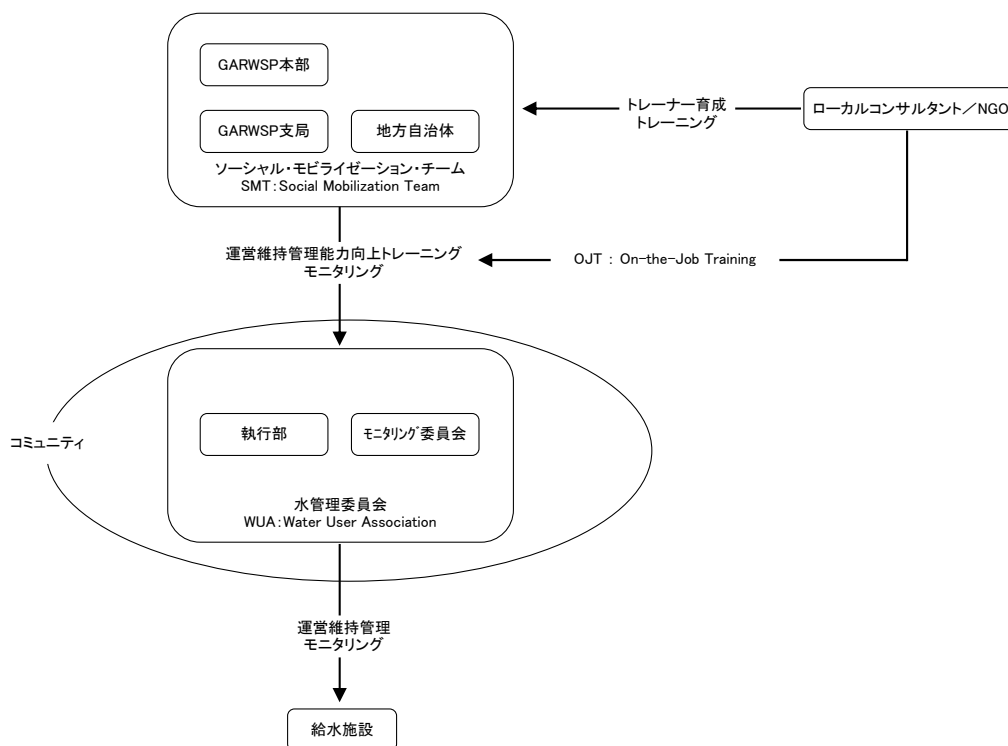 GARWSP本部
GARWSP支局
地方自治体
ソーシャル・モビライゼーション・チーム
SMT：Social Mobilization Team
トレーナー育成
トレーニング
ローカルコンサルタント／NGO
運営維持管理能力向上トレーニング
モニタリング
OJT ： On-the-Job Training
コミュニティ
執行部
ﾓﾆﾀﾘﾝｸﾞ委員会
水管理委員会
WUA：Water User Association
運営維持管理
モニタリング
給水施設